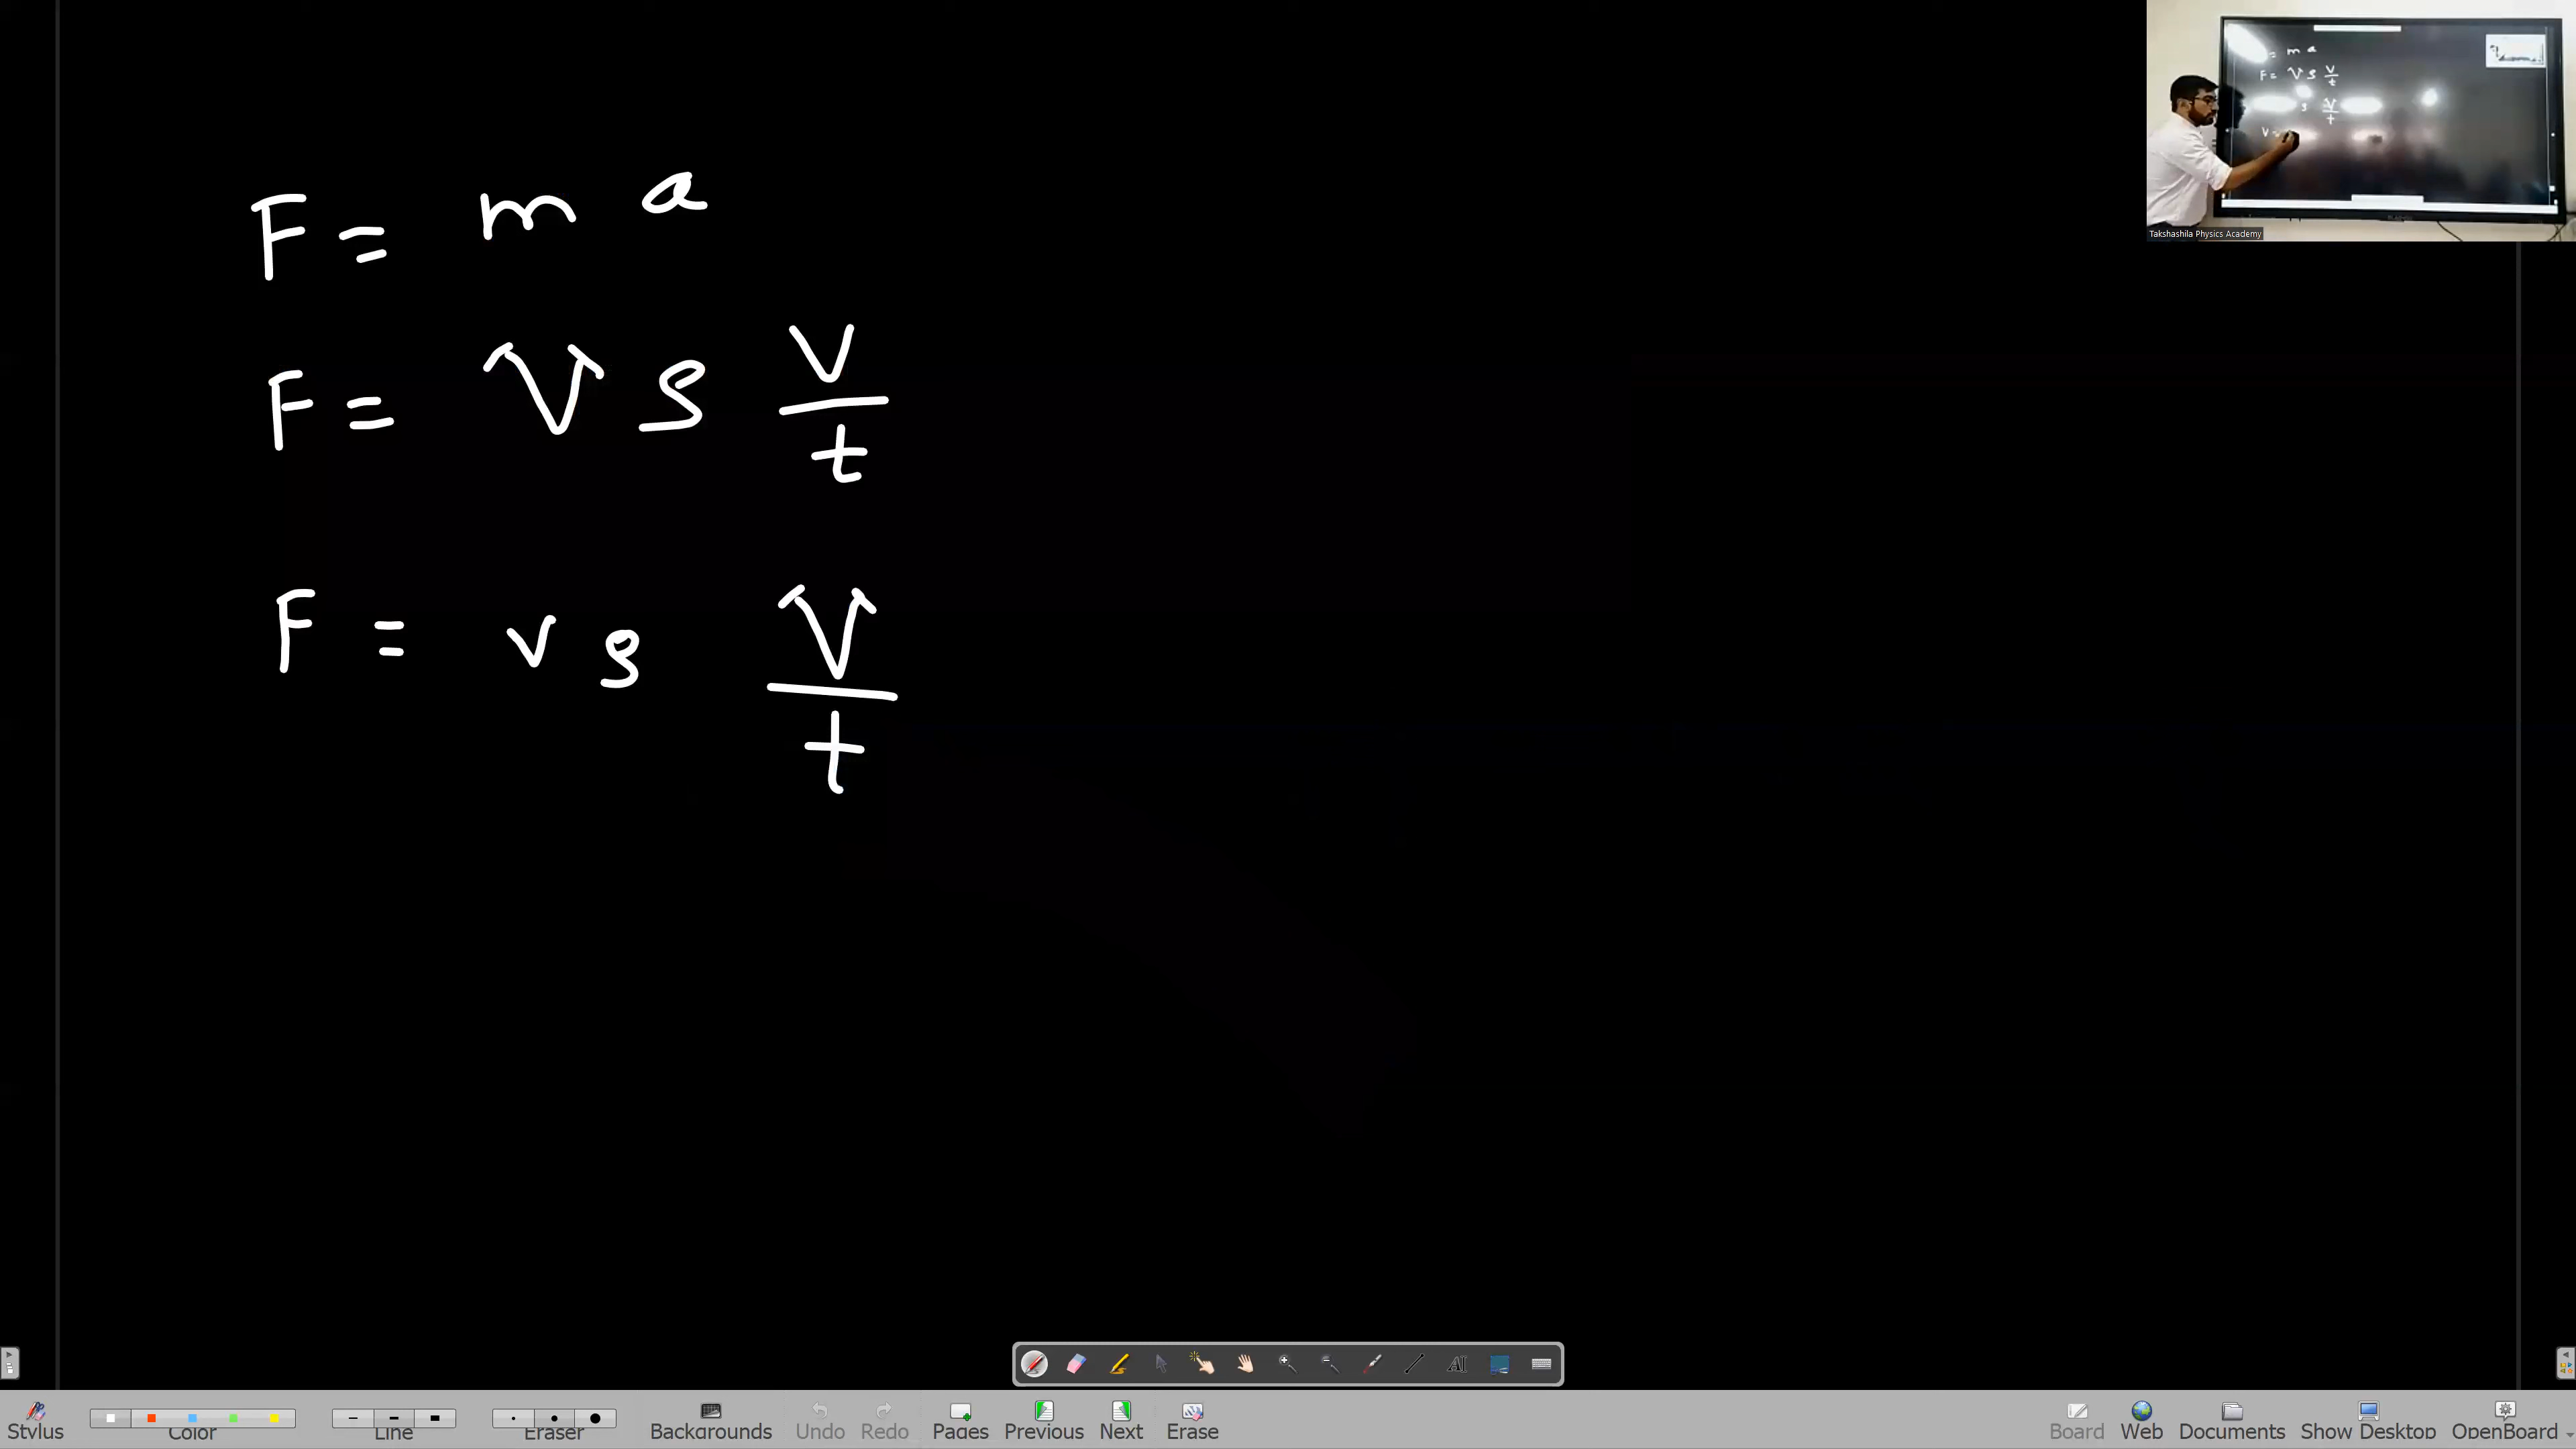 Takshashila Physics Academy
F = m a
F = V ρ v/t
F = v ρ V/t
Stylus Color Line Eraser Backgrounds Undo Redo Pages Previous Next Erase Board Web Documents Show Desktop OpenBoard